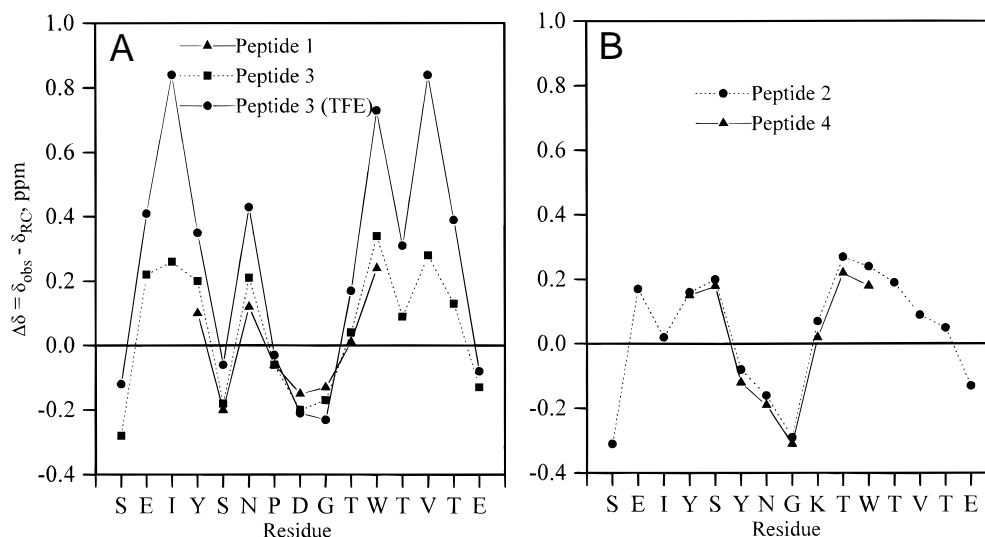 A
Peptide 1
Peptide 3
Peptide 3 (TFE)
Δδ = δobs - δRC, ppm
1.0
0.8
0.6
0.4
0.2
0.0
-0.2
-0.4
S E I Y S N P D G T W T V T E
Residue
B
Peptide 2
Peptide 4
1.0
0.8
0.6
0.4
0.2
0.0
-0.2
-0.4
S E I Y S Y N G K T W T V T E
Residue